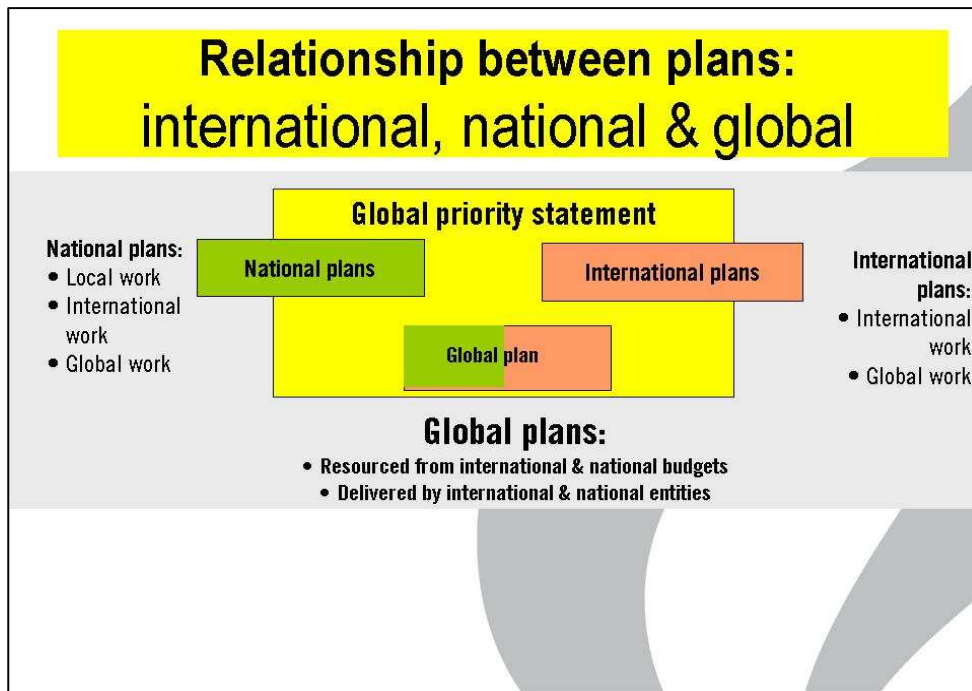 Relationship between plans:
international, national & global
Global priority statement
National plans:
• Local work
• International
work
• Global work
National plans
International plans
Global plan
International
plans:
• International
work
• Global work
Global plans:
• Resourced from international & national budgets
• Delivered by international & national entities